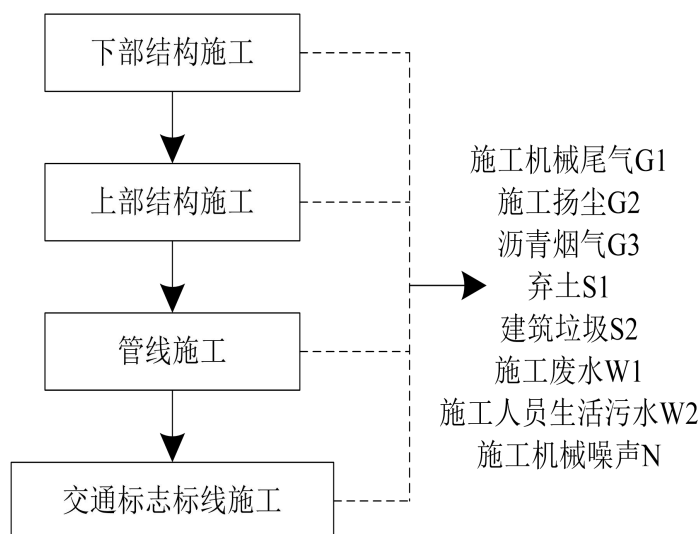 下部结构施工
上部结构施工
管线施工
交通标志标线施工
施工机械尾气G1
施工扬尘G2
沥青烟气G3
弃土S1
建筑垃圾S2
施工废水W1
施工人员生活污水W2
施工机械噪声N